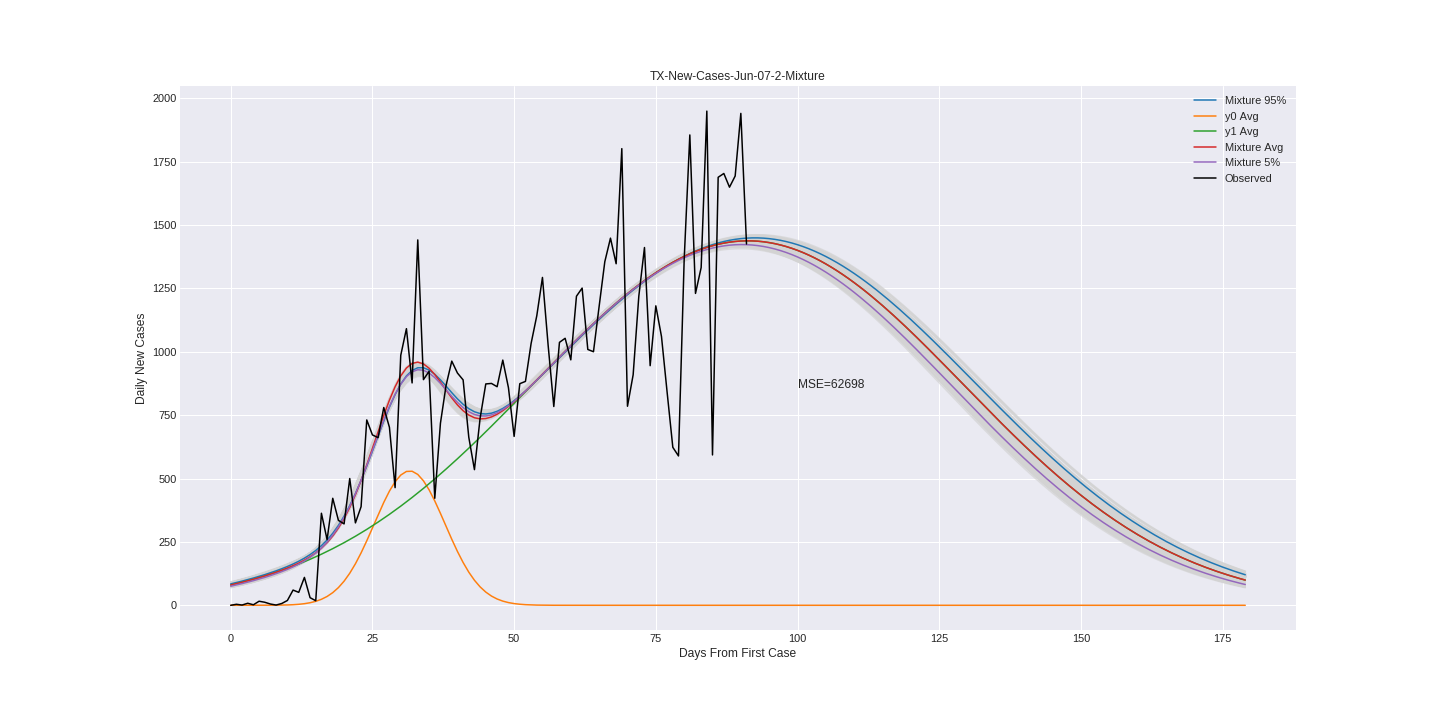 TX-New-Cases-Jun-07-2-Mixture
2000
1750
1500
1250
1000
750
500
250
0
Daily New Cases
Mixture 95%
y0 Avg
y1 Avg
Mixture Avg
Mixture 5%
Observed
MSE=62698
0 25 50 75 100 125 150 175
Days From First Case